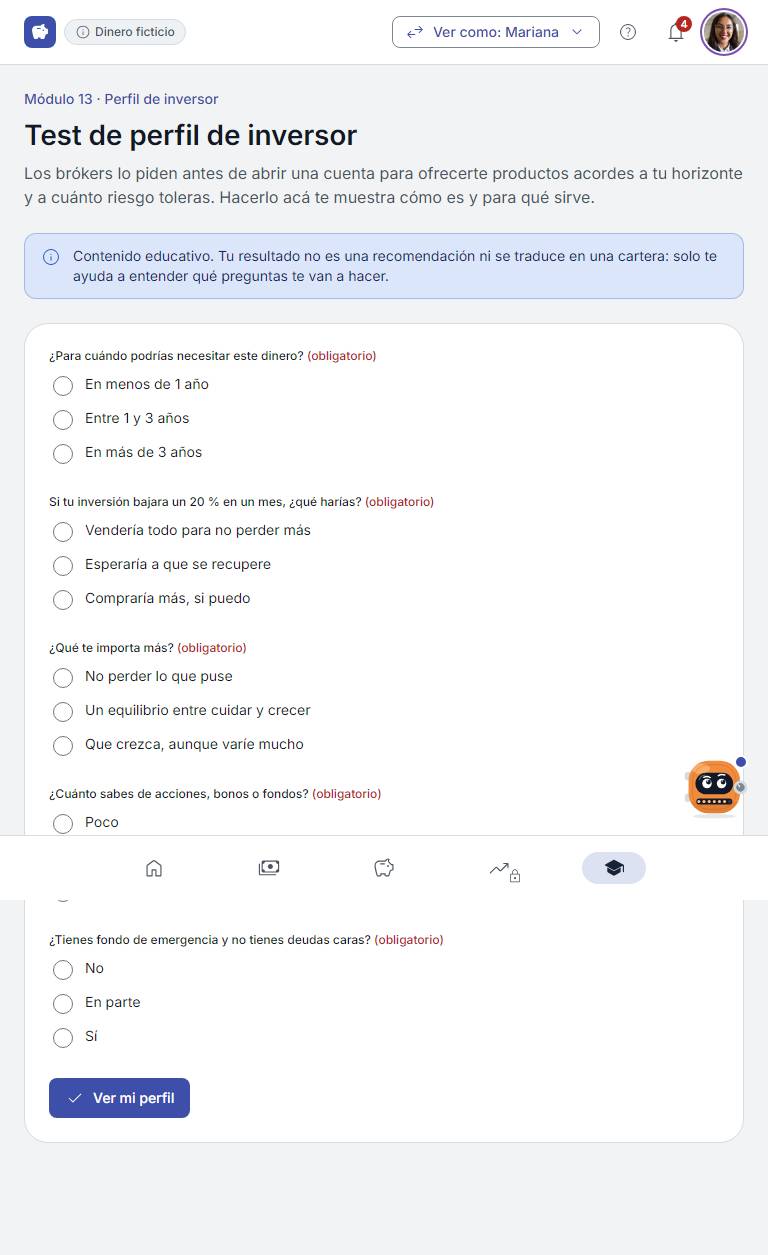 Dinero ficticio
Ver como: Mariana
4
Módulo 13 · Perfil de inversor
Test de perfil de inversor
Los brókers lo piden antes de abrir una cuenta para ofrecerte productos acordes a tu horizonte
y a cuánto riesgo toleras. Hacerlo acá te muestra cómo es y para qué sirve.
Contenido educativo. Tu resultado no es una recomendación ni se traduce en una cartera: solo te
ayuda a entender qué preguntas te van a hacer.
¿Para cuándo podrías necesitar este dinero? (obligatorio)
En menos de 1 año
Entre 1 y 3 años
En más de 3 años
Si tu inversión bajara un 20 % en un mes, ¿qué harías? (obligatorio)
Vendería todo para no perder más
Esperaría a que se recupere
Compraría más, si puedo
¿Qué te importa más? (obligatorio)
No perder lo que puse
Un equilibrio entre cuidar y crecer
Que crezca, aunque varíe mucho
¿Cuánto sabes de acciones, bonos o fondos? (obligatorio)
Poco
¿Tienes fondo de emergencia y no tienes deudas caras? (obligatorio)
No
En parte
Sí
Ver mi perfil